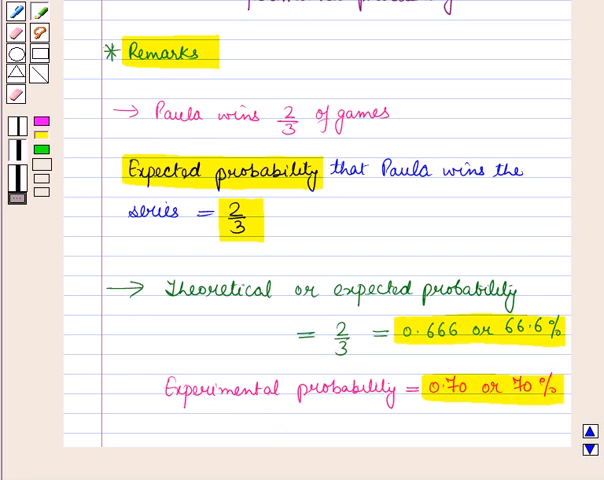 * Remarks
→ Paula wins 2/3 of games
Expected probability that Paula wins the
series = 2/3
→ Theoretical or expected probability
= 2/3 = 0.666 or 66.6%
Experimental probability = 0.70 or 70%